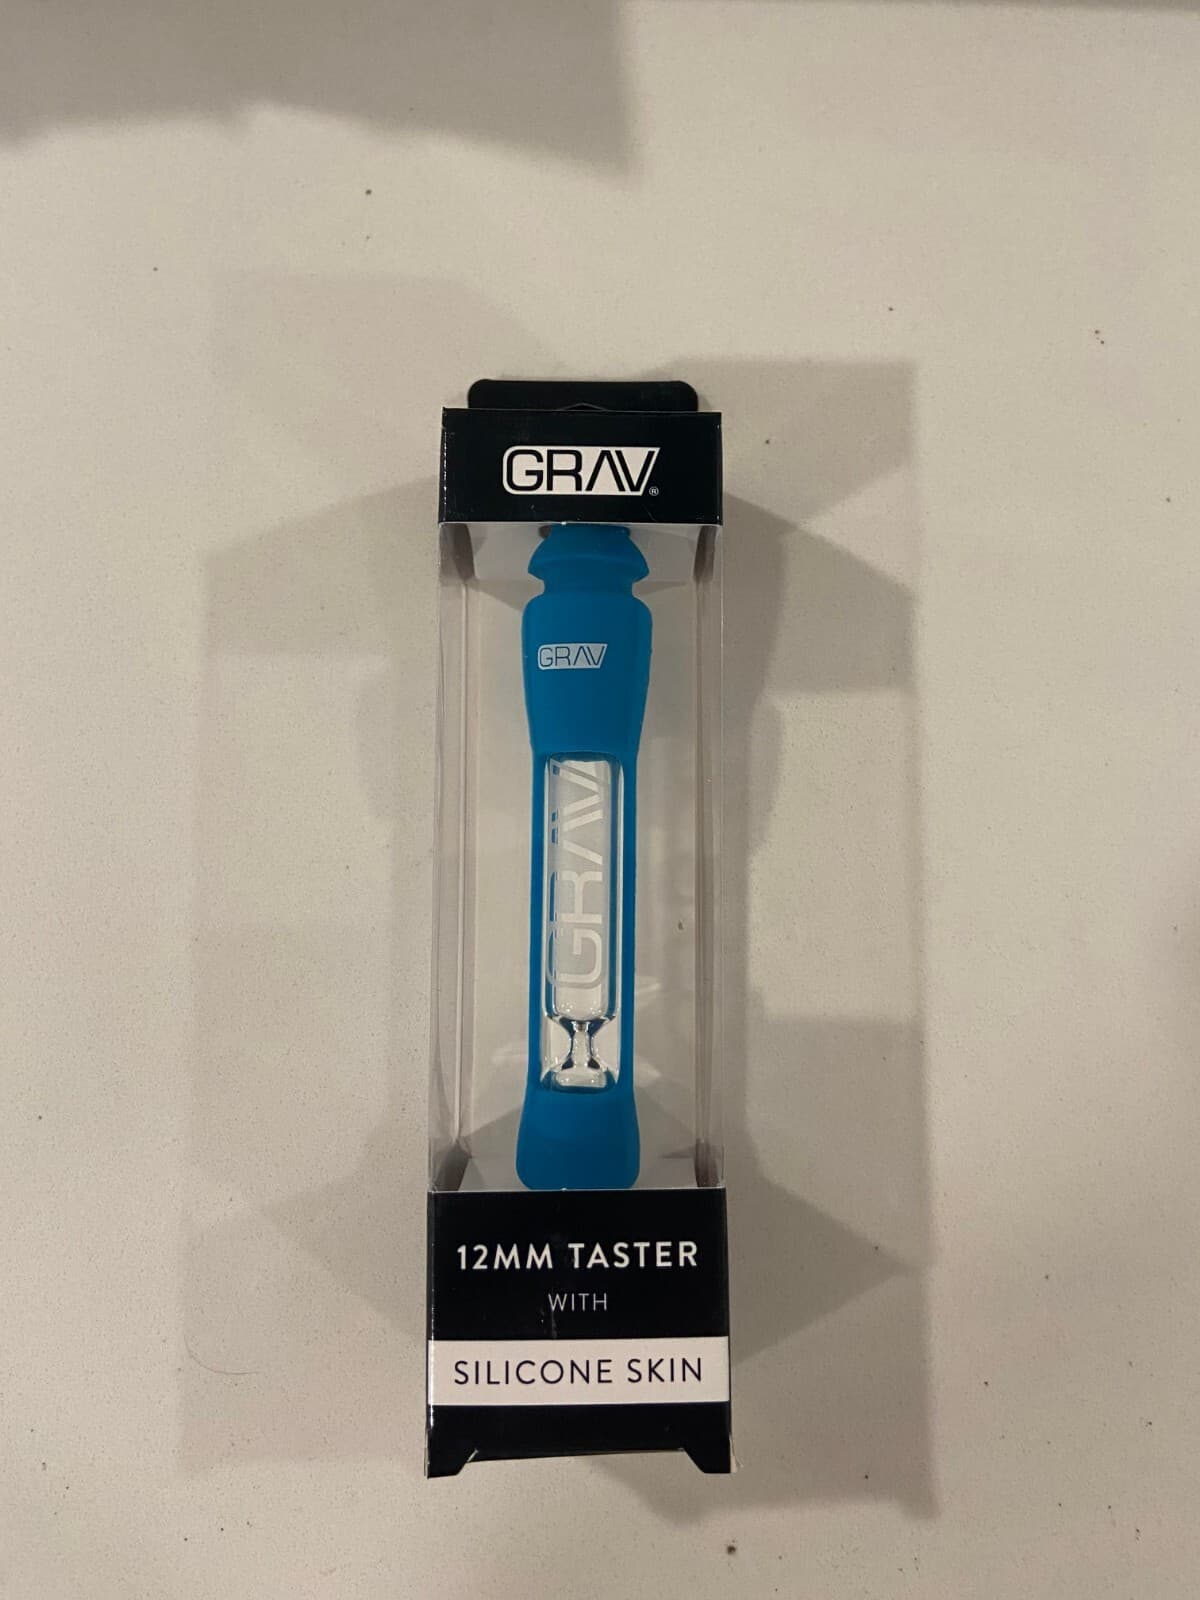 GRAV®
GRAV
GRAV
12MM TASTER
WITH
SILICONE SKIN